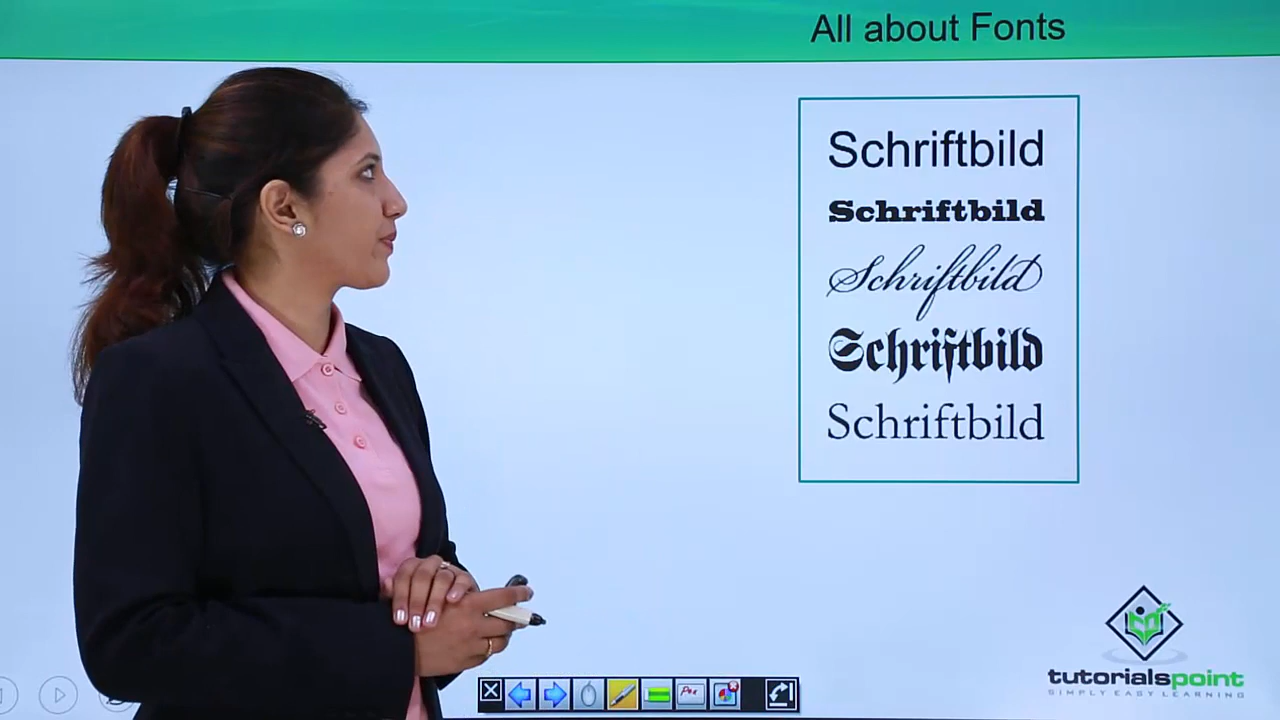 All about Fonts
Schriftbild
Schriftbild
Schriftbild
Schriftbild
Schriftbild
tutorialspoint
SIMPLY EASY LEARNING